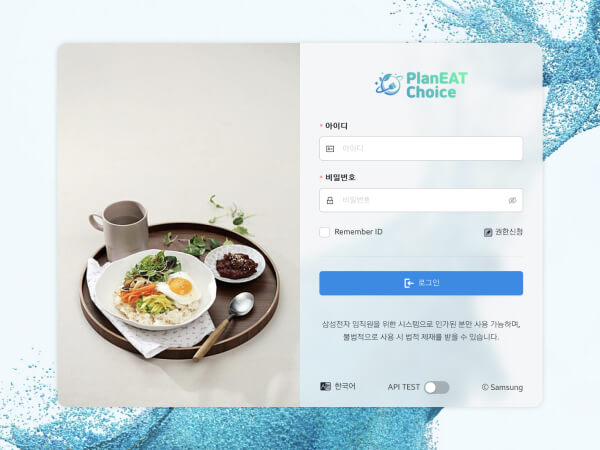 PlanEAT
Choice
* 아이디
아이디
* 비밀번호
비밀번호
Remember ID
권한신청
로그인
삼성전자 임직원을 위한 시스템으로 인가된 분만 사용 가능하며,
불법적으로 사용 시 법적 제재를 받을 수 있습니다.
한국어
API TEST
© Samsung